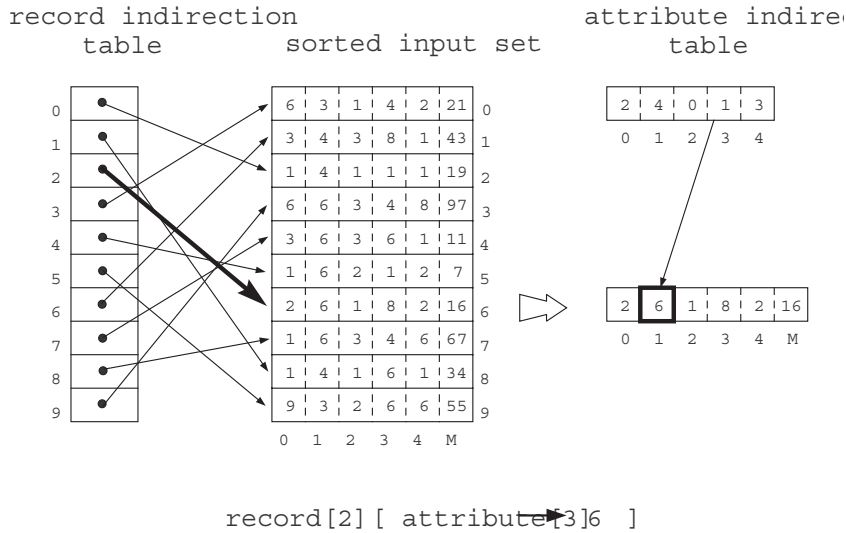 record indirection attribute indirec
table sorted input set table
0 6 3 1 4 2 21 0 2 4 0 1 3
1 3 4 3 8 1 43 1 0 1 2 3 4
2 1 4 1 1 1 19 2
3 6 6 3 4 8 97 3
4 3 6 3 6 1 11 4
5 1 6 2 1 2 7 5
6 2 6 1 8 2 16 6 2 6 1 8 2 16
7 1 6 3 4 6 67 7 0 1 2 3 4 M
8 1 4 1 6 1 34 8
9 9 3 2 6 6 55 9
0 1 2 3 4 M
record[2] [ attribute[3]6 ]